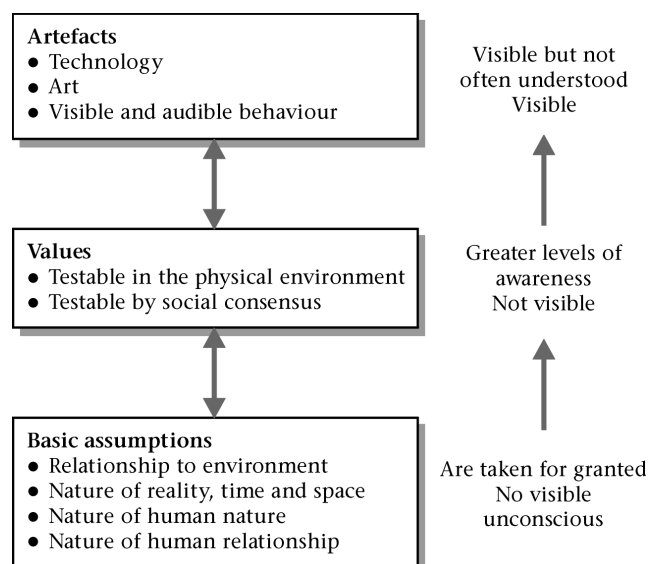 Artefacts
● Technology
● Art
● Visible and audible behaviour
Visible but not
often understood
Visible
Values
● Testable in the physical environment
● Testable by social consensus
Greater levels of
awareness
Not visible
Basic assumptions
● Relationship to environment
● Nature of reality, time and space
● Nature of human nature
● Nature of human relationship
Are taken for granted
No visible
unconscious